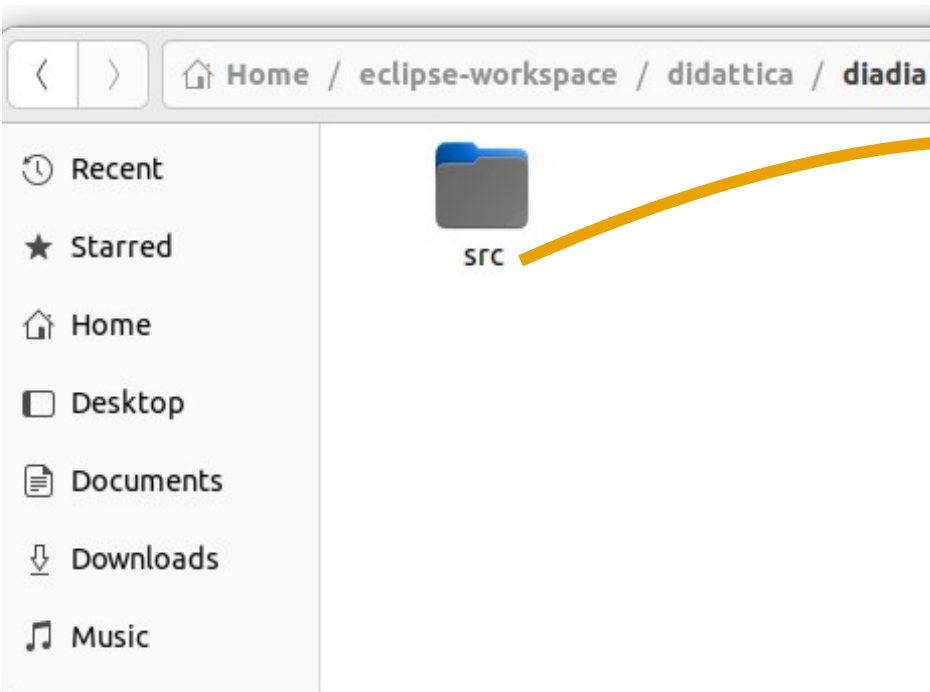 Home / eclipse-workspace / didattica / diadia
Recent
Starred
Home
Desktop
Documents
Downloads
Music
src